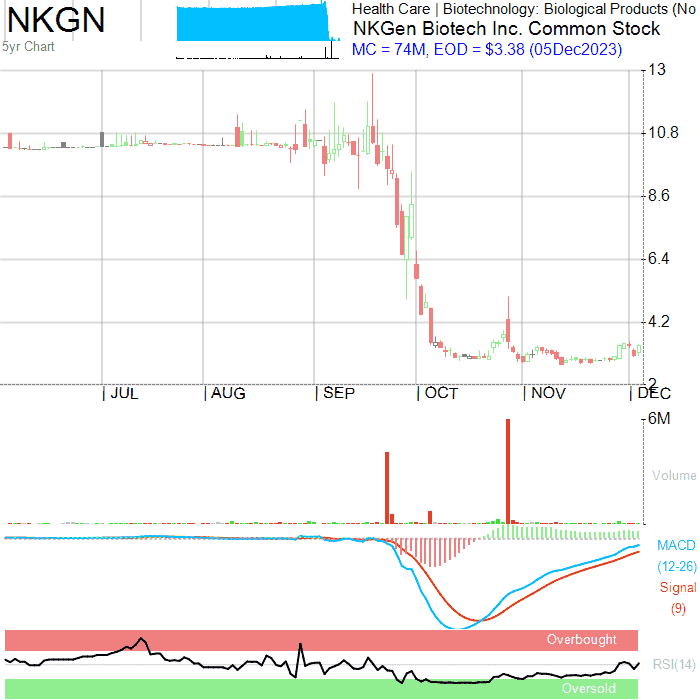 NKGN
5yr Chart
Health Care | Biotechnology: Biological Products (No
NKGen Biotech Inc. Common Stock
MC = 74M, EOD = $3.38 (05Dec2023)
13
10.8
8.6
6.4
4.2
2
| JUL | AUG | SEP | OCT | NOV | DEC
6M
Volume
MACD
(12-26)
Signal
(9)
Overbought
RSI(14)
Oversold